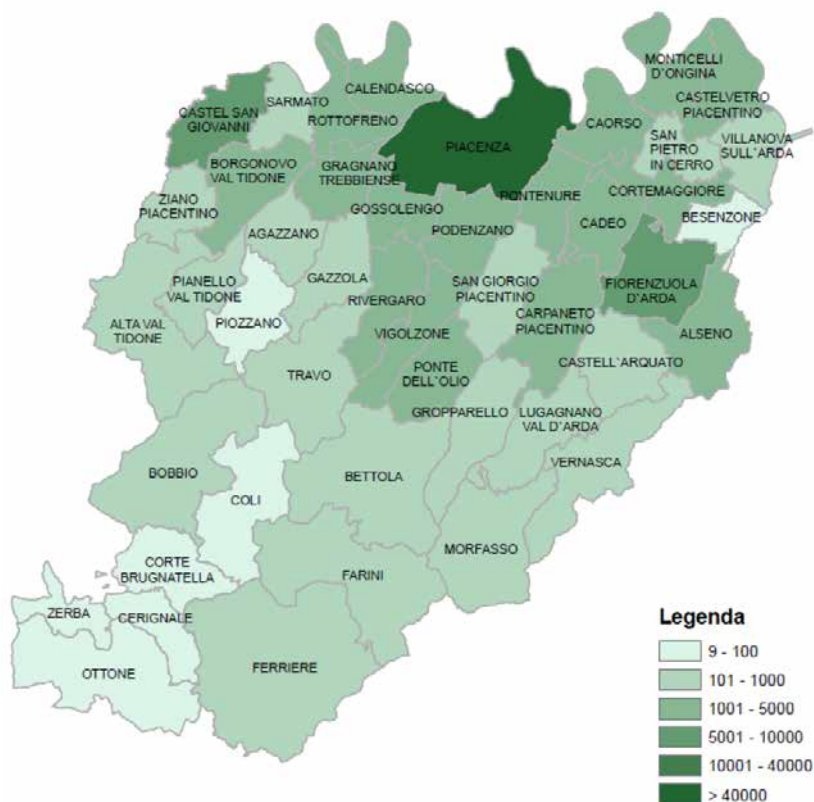 MONTICELLI
D'ONGINA
CALENDASCO
CASTELVETRO
PIACENTINO
SARMATO
CASTEL SAN
GIOVANNI
ROTTOFRENO
CAORSO
SAN
PIETRO
IN CERRO
VILLANOVA
SULL'ARDA
PIACENZA
BORGONOVO
VAL TIDONE
GRAGNANO
TREBBIENSE
ZIANO
PIACENTINO
GOSSOLENGO
PONTENURE
CORTEMAGGIORE
BESENZONE
AGAZZANO
PODENZANO
CADEO
PIANELLO
VAL TIDONE
GAZZOLA
SAN GIORGIO
PIACENTINO
FIORENZUOLA
D'ARDA
RIVERGARO
PIOZZANO
ALTA VAL
TIDONE
VIGOLZONE
CARPANETO
PIACENTINO
ALSENO
TRAVO
PONTE
DELL'OLIO
CASTELL'ARQUATO
GROPPARELLO
LUGAGNANO
VAL D'ARDA
VERNASCA
BOBBIO
BETTOLA
COLI
MORFASSO
CORTE
BRUGNATELLA
FARINI
ZERBA
CERIGNALE
OTTONE
FERRIERE
Legenda
9 - 100
101 - 1000
1001 - 5000
5001 - 10000
10001 - 40000
> 40000